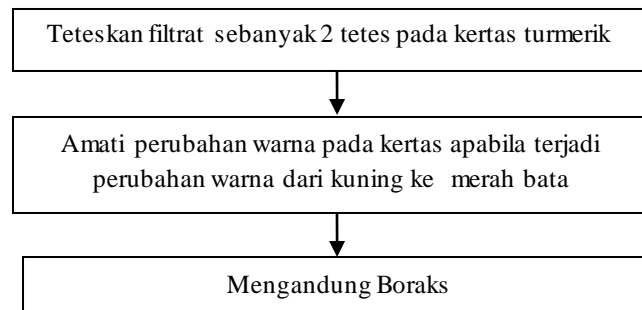 Teteskan filtrat sebanyak 2 tetes pada kertas turmerik
Amati perubahan warna pada kertas apabila terjadi
perubahan warna dari kuning ke merah bata
Mengandung Boraks